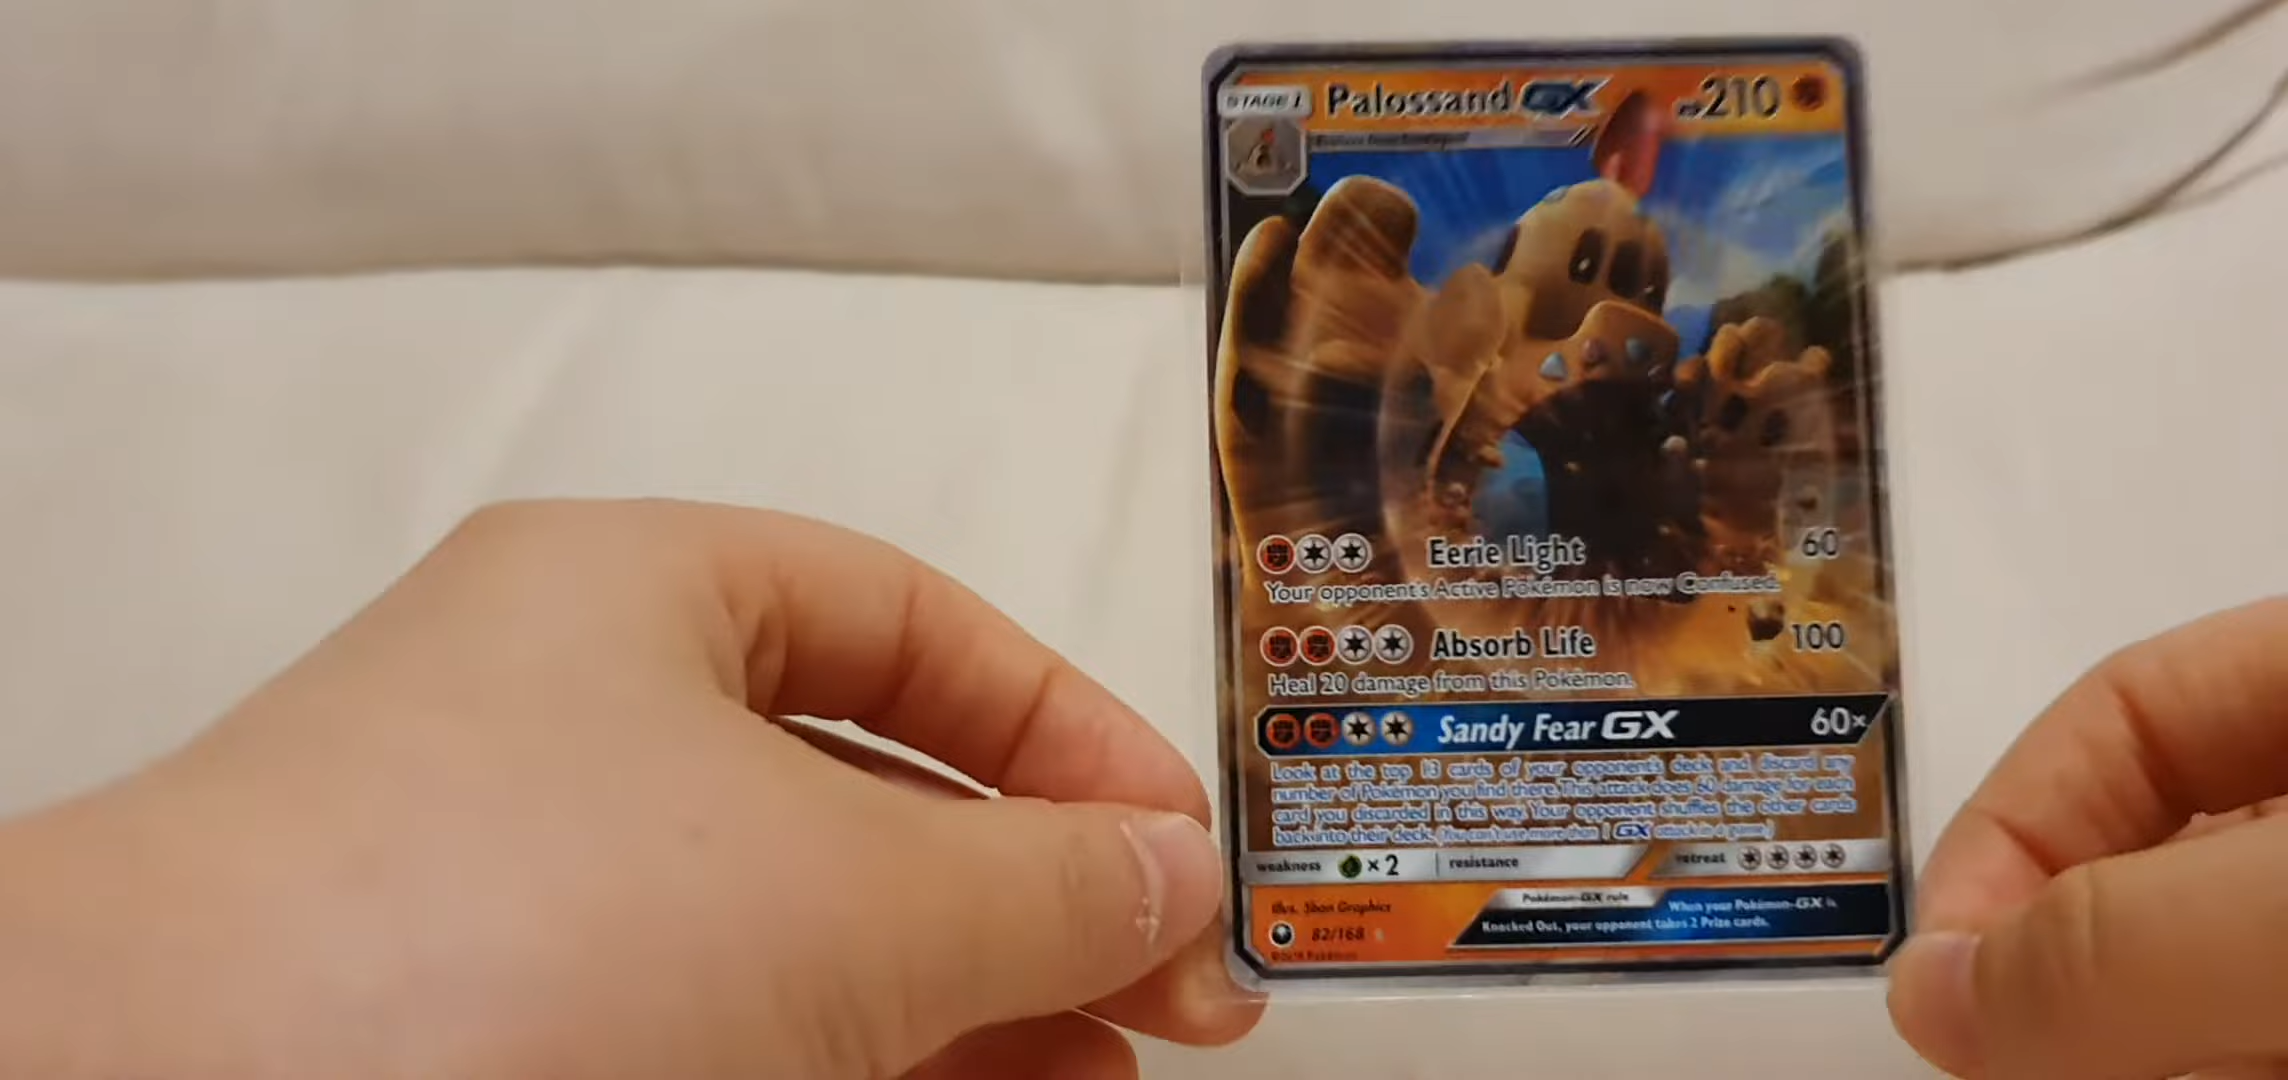 STAGE 1 Palossand GX HP210
Eerie Light 60
Your opponent's Active Pokémon is now Confused.
Absorb Life 100
Heal 20 damage from this Pokémon.
Sandy Fear GX 60×
Look at the top 13 cards of your opponent's deck and discard any
number of Pokémon you find there. This attack does 60 damage for each
card you discarded in this way. Your opponent shuffles the other cards
back into their deck. (You can't use more than 1 GX attack in a game.)
weakness ×2 resistance retreat
Illus. 5ban Graphics
Pokémon-GX rule
When your Pokémon-GX is
Knocked Out, your opponent takes 2 Prize cards.
82/168